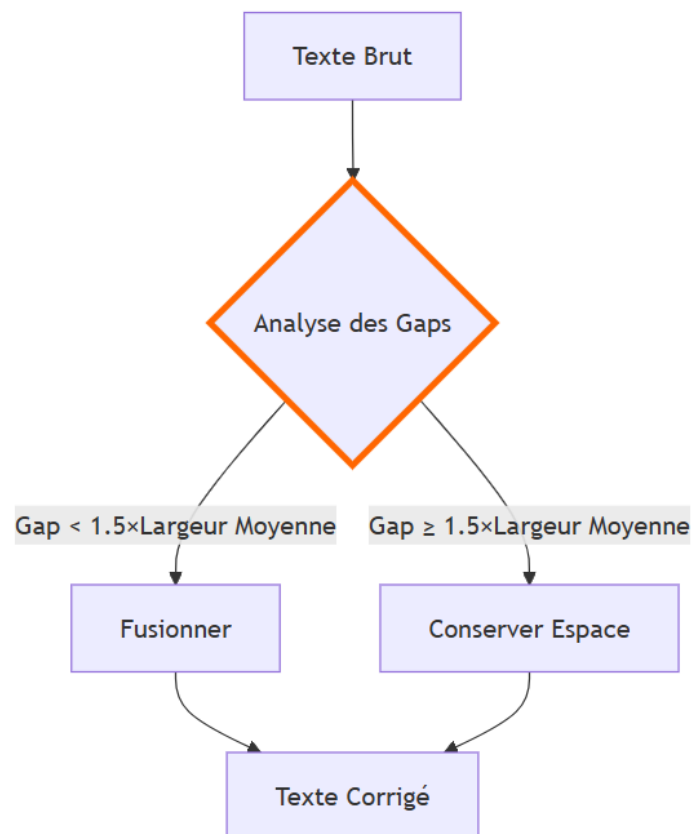 Texte Brut
Analyse des Gaps
Gap < 1.5×Largeur Moyenne
Gap ≥ 1.5×Largeur Moyenne
Fusionner
Conserver Espace
Texte Corrigé